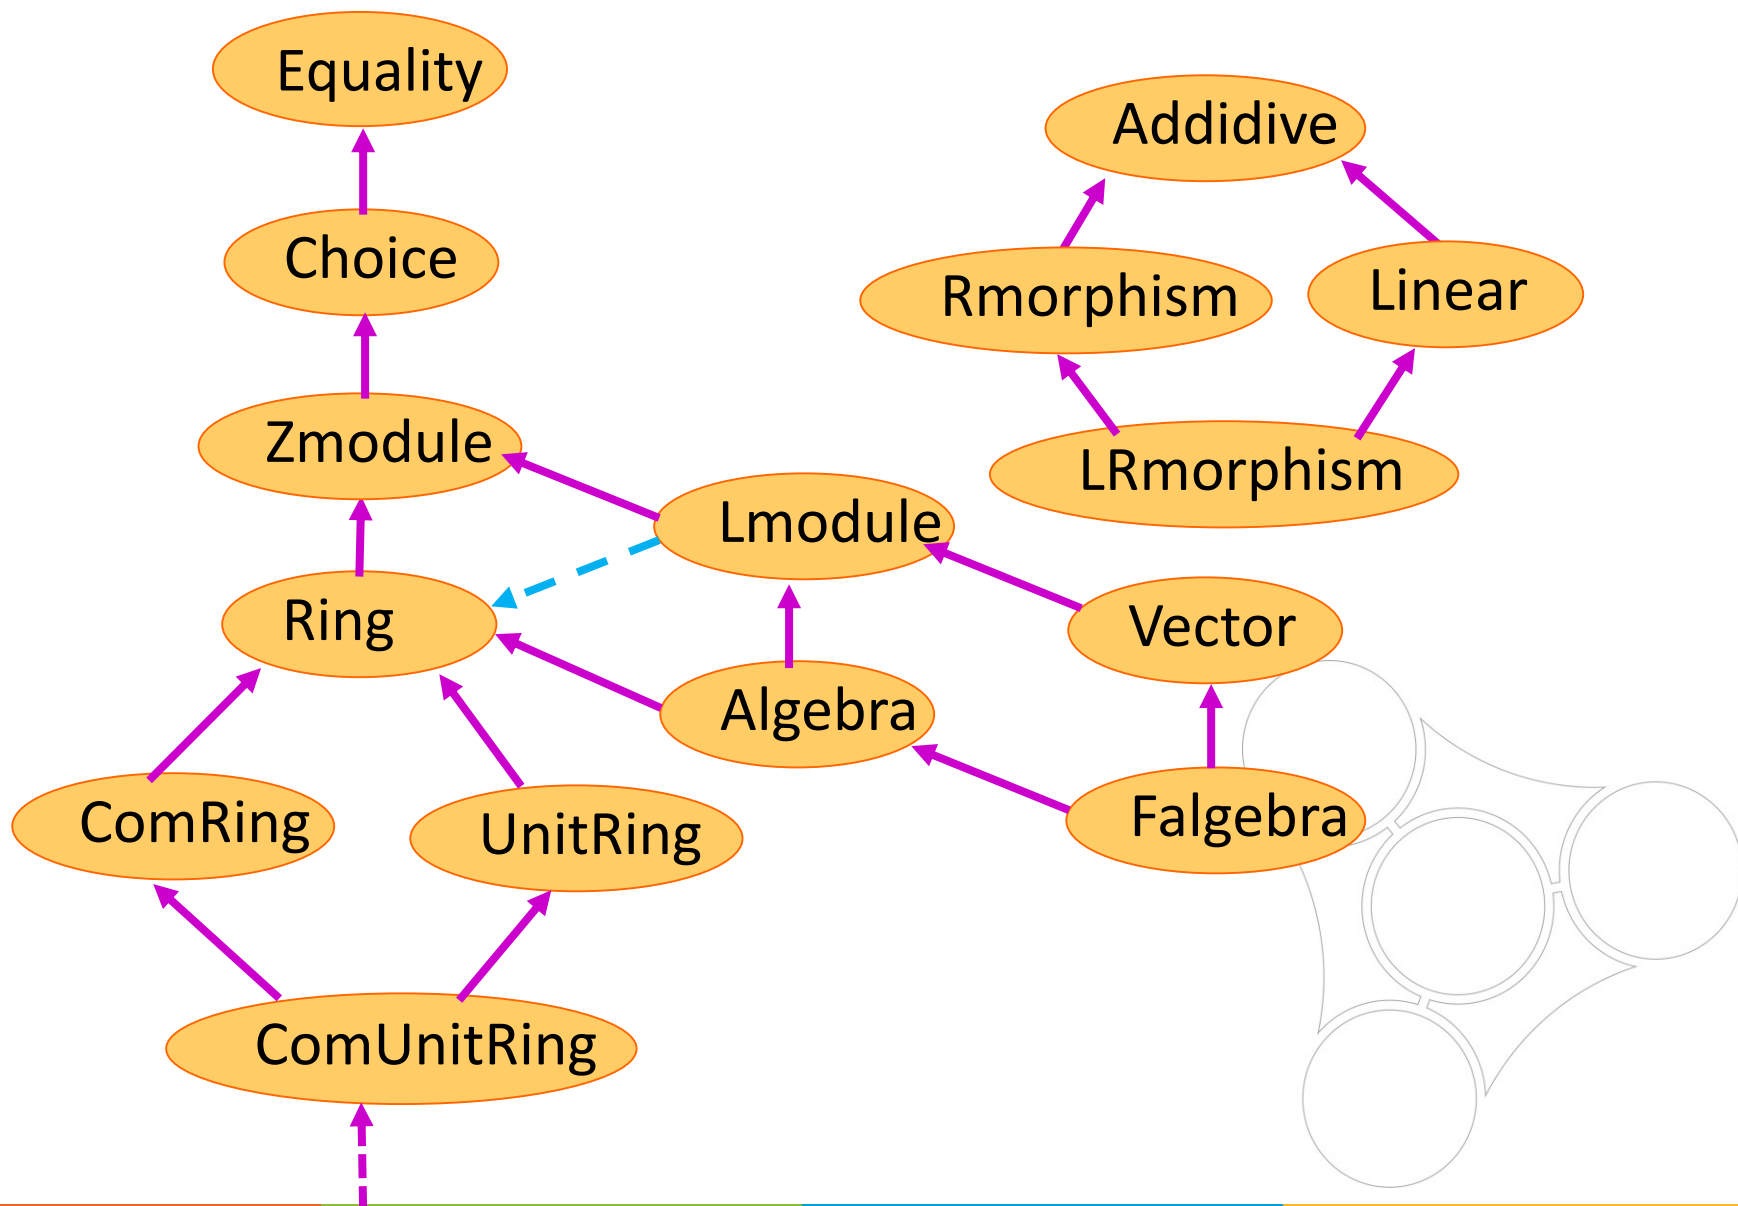 Equality
Addidive
Choice
Rmorphism
Linear
Zmodule
LRmorphism
Lmodule
Ring
Vector
Algebra
ComRing
UnitRing
Falgebra
ComUnitRing